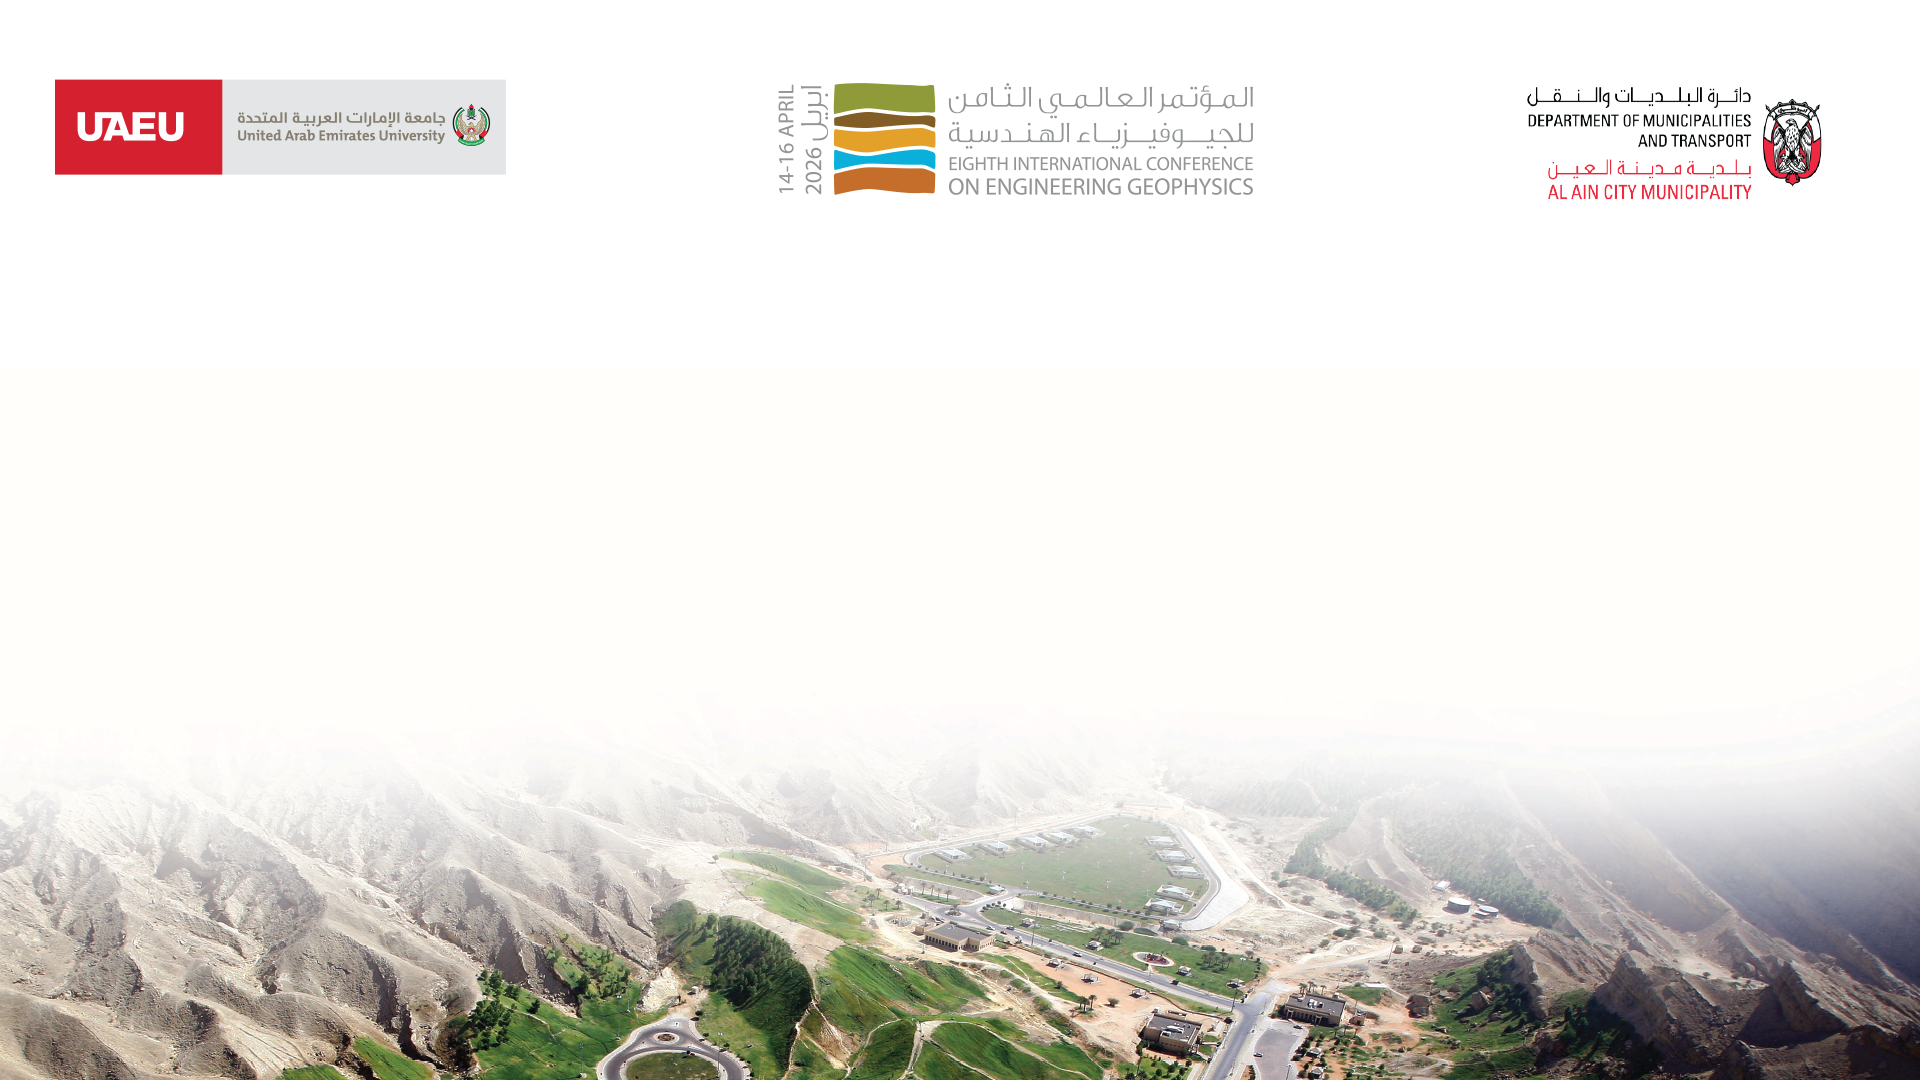 UAEU
جامعة الإمارات العربية المتحدة
United Arab Emirates University
14-16 APRIL
ابريل 2026
المؤتمر العالمي الثامن
للجيوفيزياء الهندسية
EIGHTH INTERNATIONAL CONFERENCE
ON ENGINEERING GEOPHYSICS
دائرة البلديات والنقل
DEPARTMENT OF MUNICIPALITIES
AND TRANSPORT
بلدية مدينة العين
AL AIN CITY MUNICIPALITY